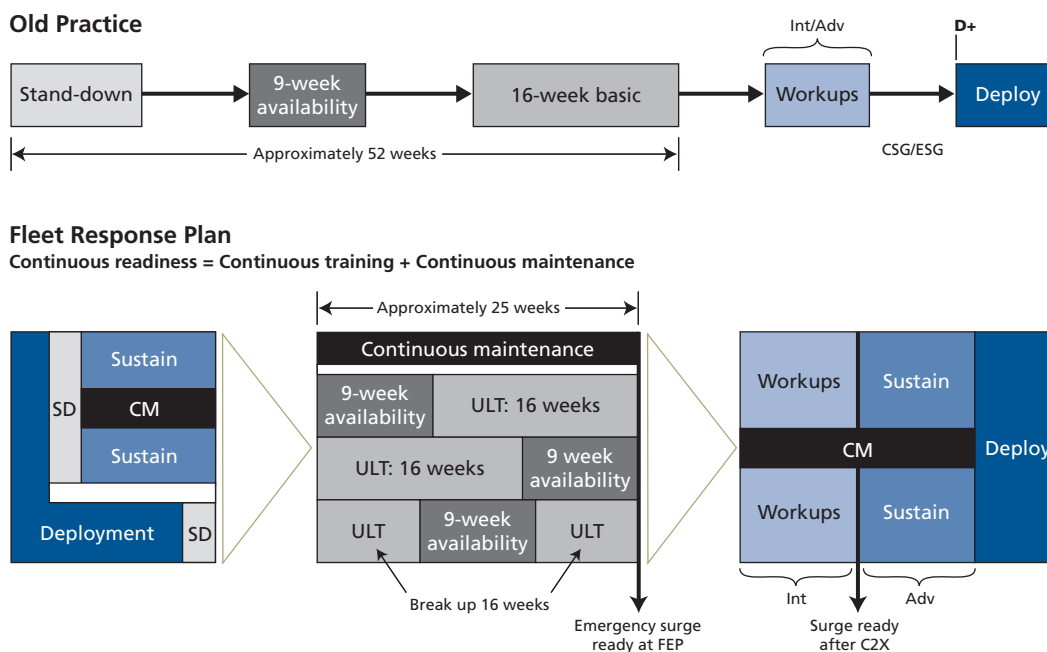 Old Practice
Int/Adv
D+
Stand-down
9-week
availability
16-week basic
Workups
Deploy
Approximately 52 weeks
CSG/ESG
Fleet Response Plan
Continuous readiness = Continuous training + Continuous maintenance
Approximately 25 weeks
SD
Sustain
CM
Sustain
Deployment
SD
Continuous maintenance
9-week
availability
ULT: 16 weeks
ULT: 16 weeks
9 week
availability
ULT
9-week
availability
ULT
Break up 16 weeks
Emergency surge
ready at FEP
Workups
Sustain
CM
Deploy
Workups
Sustain
Int
Adv
Surge ready
after C2X